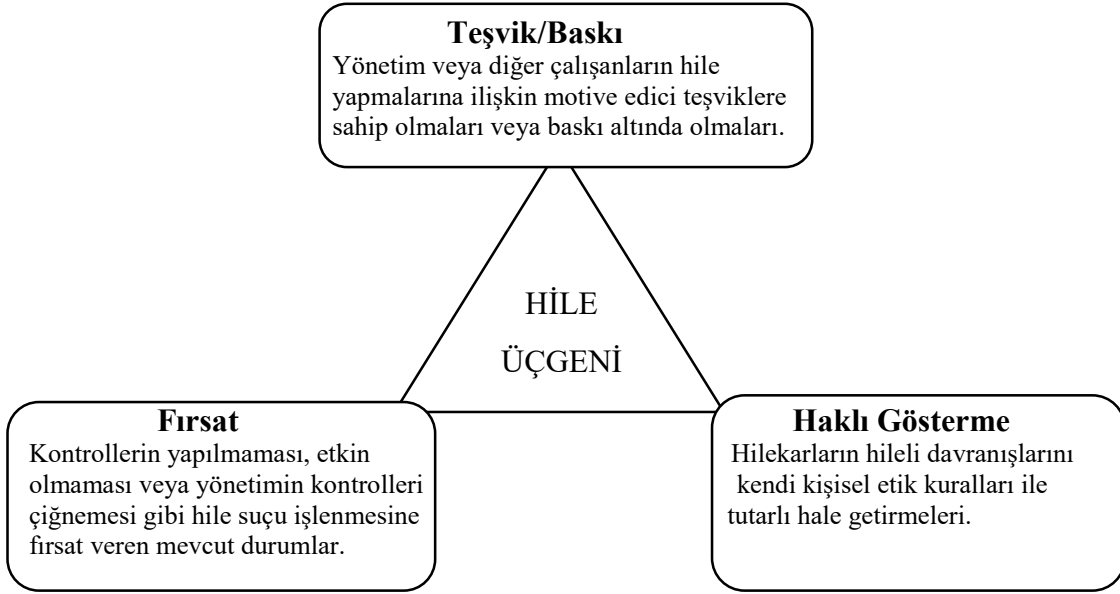 Teşvik/Baskı
Yönetim veya diğer çalışanların hile
yapmalarına ilişkin motive edici teşviklere
sahip olmaları veya baskı altında olmaları.
HİLE
ÜÇGENİ
Fırsat
Kontrollerin yapılmaması, etkin
olmaması veya yönetimin kontrolleri
çiğnemesi gibi hile suçu işlenmesine
fırsat veren mevcut durumlar.
Haklı Gösterme
Hilekarların hileli davranışlarını
kendi kişisel etik kuralları ile
tutarlı hale getirmeleri.